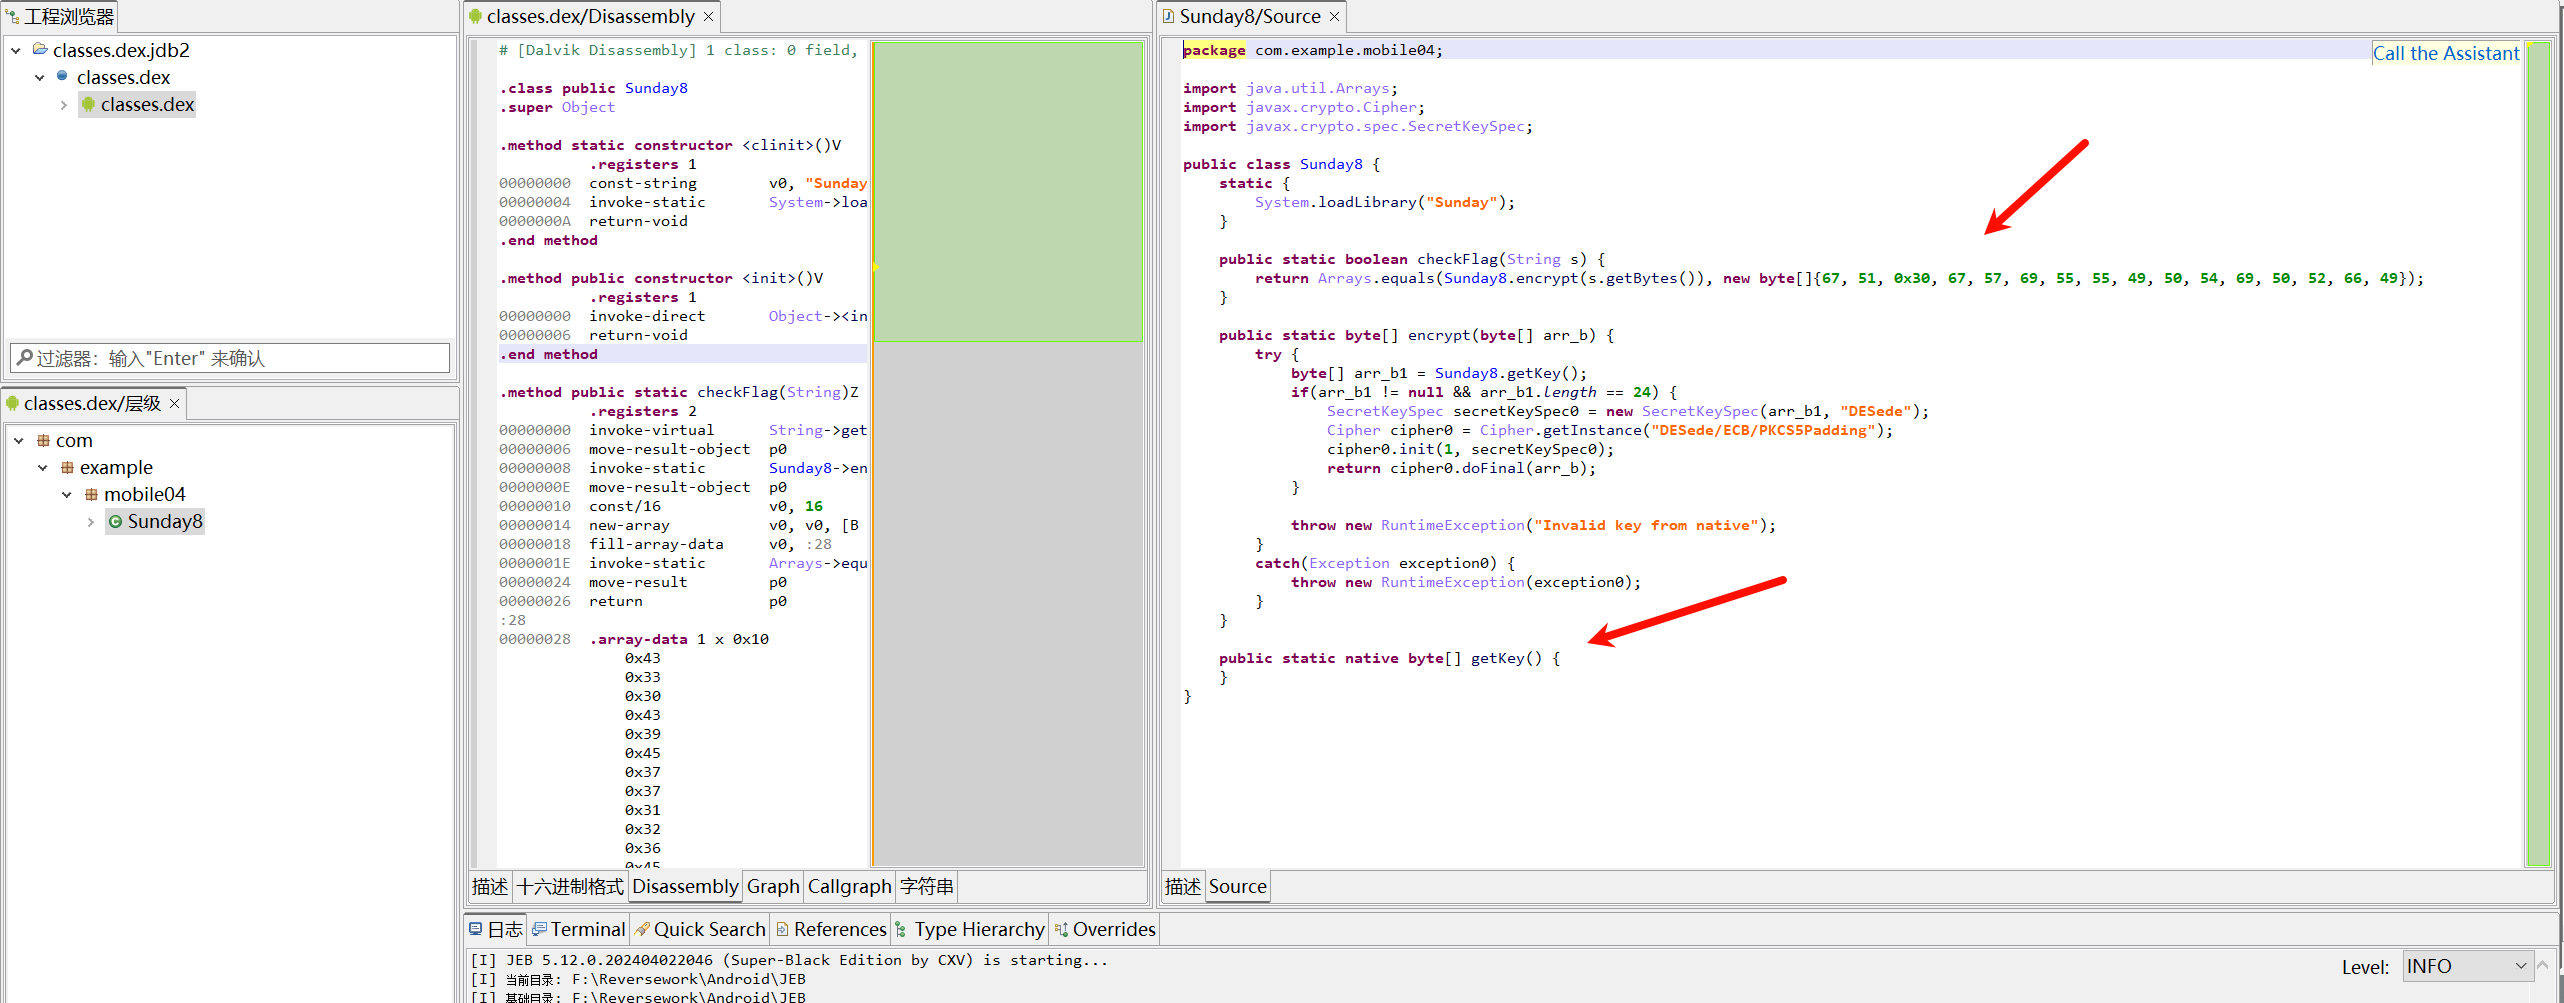 工程浏览器
classes.dex.jdb2
classes.dex
classes.dex
过滤器：输入"Enter" 来确认
classes.dex/层级
com
example
mobile04
Sunday8
classes.dex/Disassembly
# [Dalvik Disassembly] 1 class: 0 field,
.class public Sunday8
.super Object
.method static constructor <clinit>()V
.registers 1
00000000 const-string v0, "Sunday
00000004 invoke-static System->loa
0000000A return-void
.end method
.method public constructor <init>()V
.registers 1
00000000 invoke-direct Object-><in
00000006 return-void
.end method
.method public static checkFlag(String)Z
.registers 2
00000000 invoke-virtual String->get
00000006 move-result-object p0
00000008 invoke-static Sunday8->en
0000000E move-result-object p0
00000010 const/16 v0, 16
00000014 new-array v0, v0, [B
00000018 fill-array-data v0, :28
0000001E invoke-static Arrays->equ
00000024 move-result p0
00000026 return p0
:28
00000028 .array-data 1 x 0x10
0x43
0x33
0x30
0x43
0x39
0x45
0x37
0x37
0x31
0x32
0x36
0x45
描述 十六进制格式 Disassembly Graph Callgraph 字符串
Sunday8/Source
Call the Assistant
package com.example.mobile04;
import java.util.Arrays;
import javax.crypto.Cipher;
import javax.crypto.spec.SecretKeySpec;
public class Sunday8 {
static {
System.loadLibrary("Sunday");
}
public static boolean checkFlag(String s) {
return Arrays.equals(Sunday8.encrypt(s.getBytes()), new byte[]{67, 51, 0x30, 67, 57, 69, 55, 55, 49, 50, 54, 69, 50, 52, 66, 49});
}
public static byte[] encrypt(byte[] arr_b) {
try {
byte[] arr_b1 = Sunday8.getKey();
if(arr_b1 != null && arr_b1.length == 24) {
SecretKeySpec secretKeySpec0 = new SecretKeySpec(arr_b1, "DESede");
Cipher cipher0 = Cipher.getInstance("DESede/ECB/PKCS5Padding");
cipher0.init(1, secretKeySpec0);
return cipher0.doFinal(arr_b);
}
throw new RuntimeException("Invalid key from native");
}
catch(Exception exception0) {
throw new RuntimeException(exception0);
}
}
public static native byte[] getKey() {
}
}
描述 Source
日志 Terminal Quick Search References Type Hierarchy Overrides
[I] JEB 5.12.0.202404022046 (Super-Black Edition by CXV) is starting...
[I] 当前目录: F:\Reversework\Android\JEB
[I] 基础目录: F:\Reversework\Android\JEB
Level: INFO